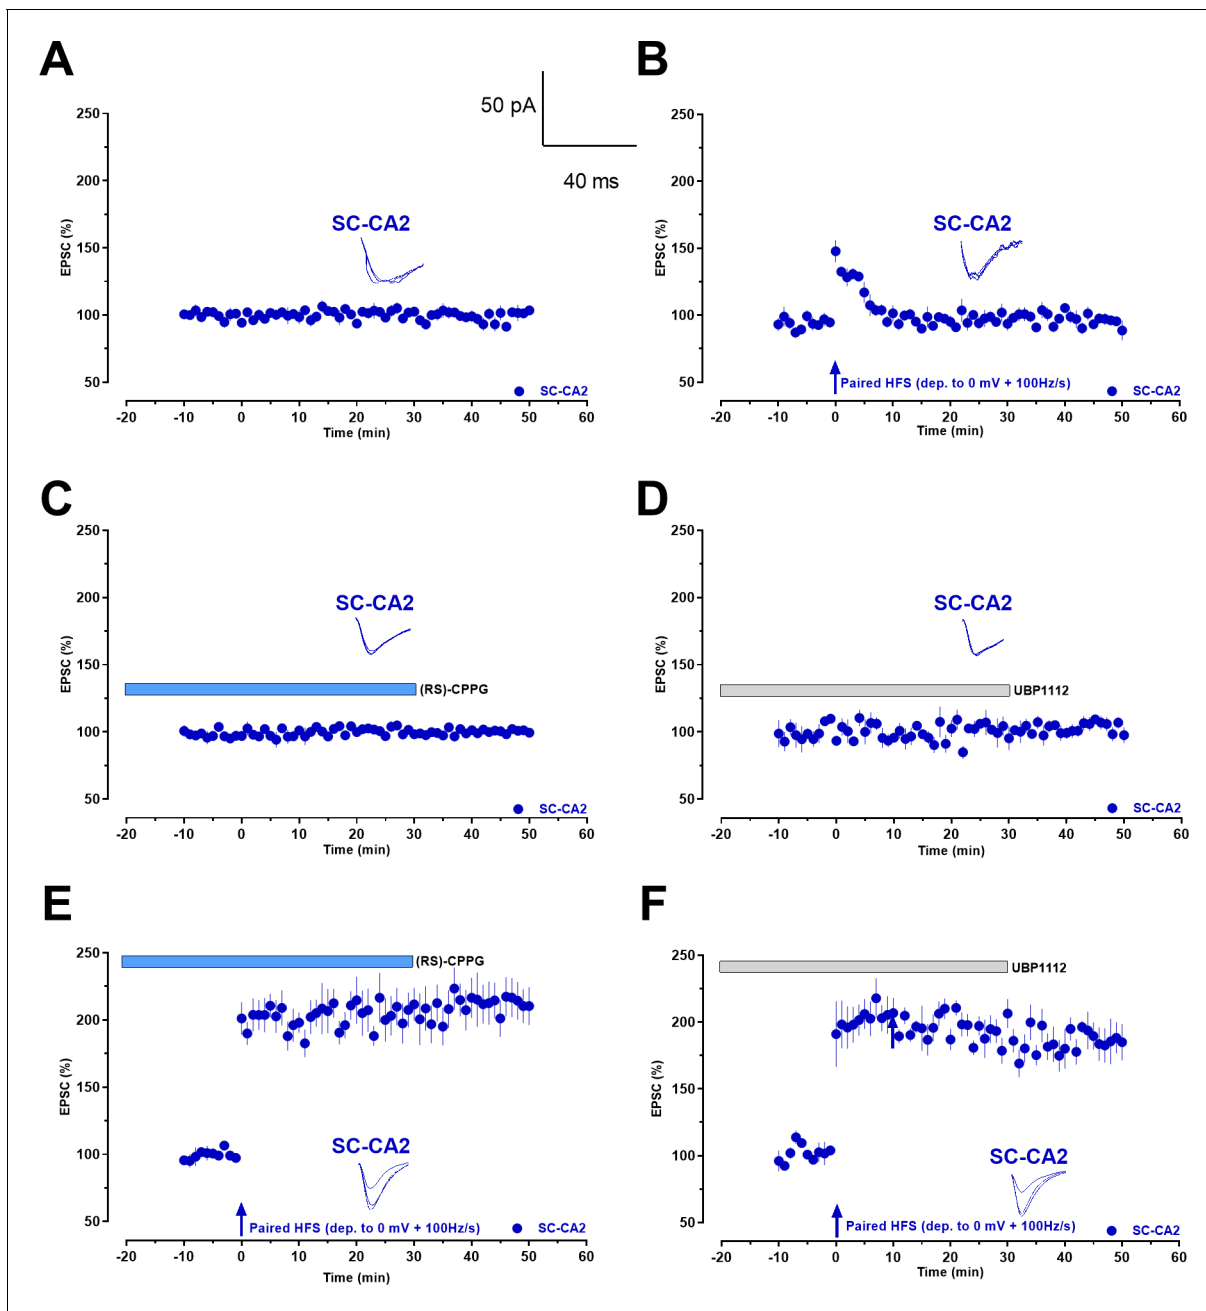 A
50 pA
40 ms
250
200
150
100
50
EPSC (%)
SC-CA2
SC-CA2
-20 -10 0 10 20 30 40 50 60
Time (min)
B
250
200
150
100
50
EPSC (%)
SC-CA2
Paired HFS (dep. to 0 mV + 100Hz/s)
SC-CA2
-20 -10 0 10 20 30 40 50 60
Time (min)
C
250
200
150
100
50
EPSC (%)
SC-CA2
(RS)-CPPG
SC-CA2
-20 -10 0 10 20 30 40 50 60
Time (min)
D
250
200
150
100
50
EPSC (%)
SC-CA2
UBP1112
SC-CA2
-20 -10 0 10 20 30 40 50 60
Time (min)
E
250
200
150
100
50
EPSC (%)
(RS)-CPPG
SC-CA2
Paired HFS (dep. to 0 mV + 100Hz/s)
SC-CA2
-20 -10 0 10 20 30 40 50 60
Time (min)
F
250
200
150
100
50
EPSC (%)
UBP1112
SC-CA2
Paired HFS (dep. to 0 mV + 100Hz/s)
SC-CA2
-20 -10 0 10 20 30 40 50 60
Time (min)